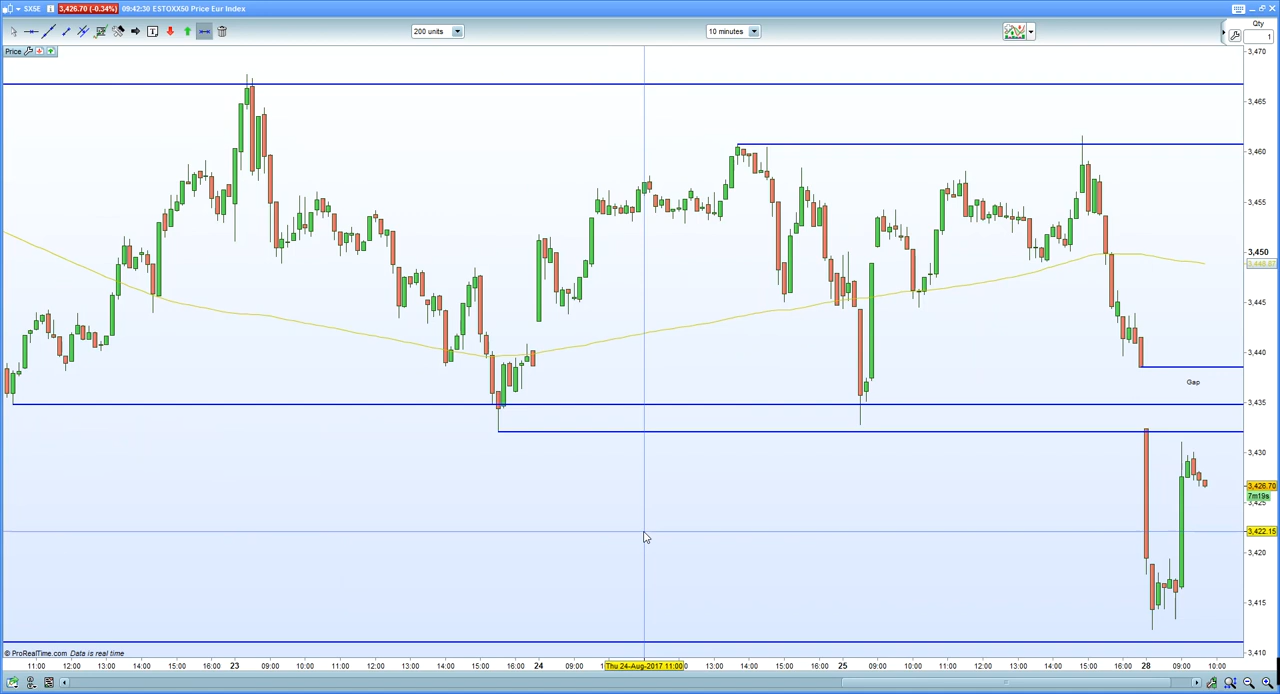 SX5E 3,426.70 (-0.34%) 09:42:30 ESTOXX50 Price Eur Index
200 units 10 minutes Qty
1
Price
3,470
3,465
3,460
3,455
3,450
3,448.87
3,445
3,440
Gap
3,435
3,430
3,426.70
7m19s
3,425
3,422.15
3,420
3,415
3,410
© ProRealTime.com Data is real time
11:00 12:00 13:00 14:00 15:00 16:00 23 09:00 10:00 11:00 12:00 13:00 14:00 15:00 16:00 24 09:00 Thu 24-Aug-2017 11:00 13:00 14:00 15:00 16:00 25 09:00 10:00 11:00 12:00 13:00 14:00 15:00 16:00 28 09:00 10:00